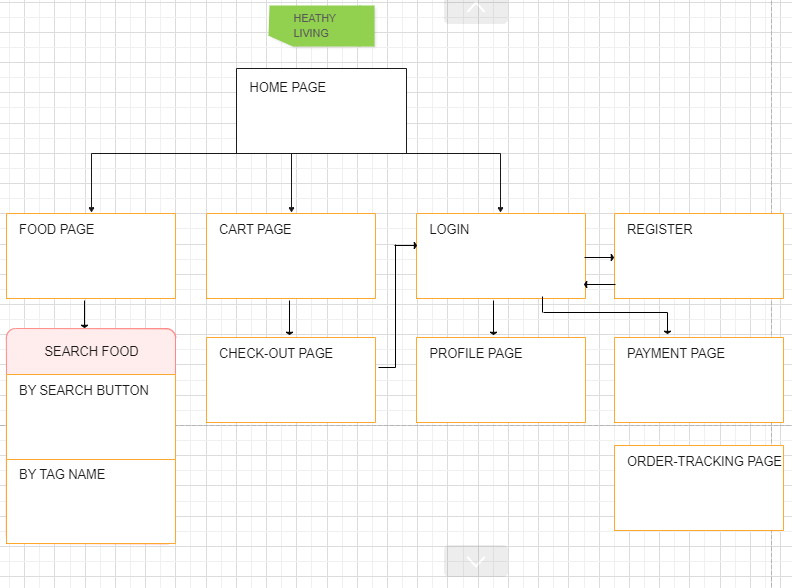 HEATHY
LIVING
HOME PAGE
FOOD PAGE
CART PAGE
LOGIN
REGISTER
SEARCH FOOD
CHECK-OUT PAGE
PROFILE PAGE
PAYMENT PAGE
BY SEARCH BUTTON
ORDER-TRACKING PAGE
BY TAG NAME